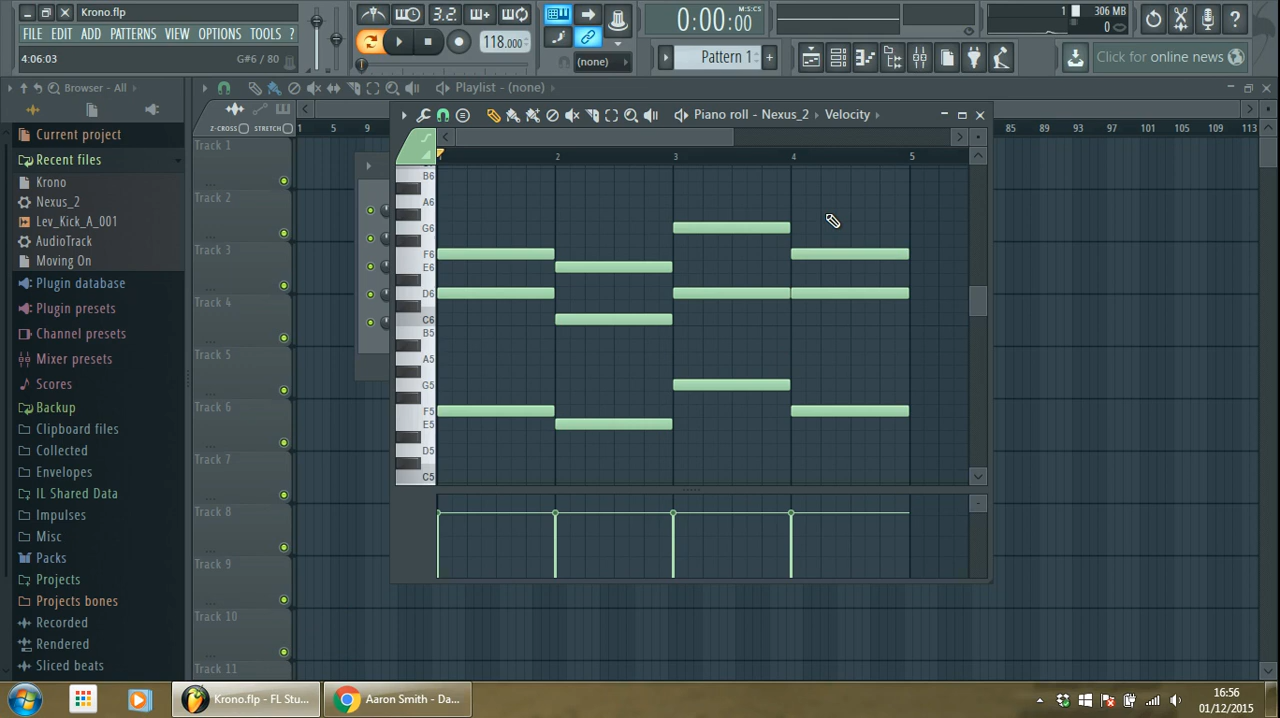 Krono.flp
FILE EDIT ADD PATTERNS VIEW OPTIONS TOOLS ?
4:06:03 G#6 / 80
3.2.
118.000
0:00:00
M:S:CS
(none)
Pattern 1
1 306 MB
0
Click for online news
Browser - All
Playlist - (none)
Current project
Recent files
Krono
Nexus_2
Lev_Kick_A_001
AudioTrack
Moving On
Plugin database
Plugin presets
Channel presets
Mixer presets
Scores
Backup
Clipboard files
Collected
Envelopes
IL Shared Data
Impulses
Misc
Packs
Projects
Projects bones
Recorded
Rendered
Sliced beats
Z-CROSS STRETCH
1 5 9
85 89 93 97 101 105 109 113
Track 1
Track 2
Track 3
Track 4
Track 5
Track 6
Track 7
Track 8
Track 9
Track 10
Track 11
Piano roll - Nexus_2 Velocity
1 2 3 4 5
B6
A6
G6
F6
E6
D6
C6
B5
A5
G5
F5
E5
D5
C5
Krono.flp - FL Stu...
Aaron Smith - Da...
16:56
01/12/2015